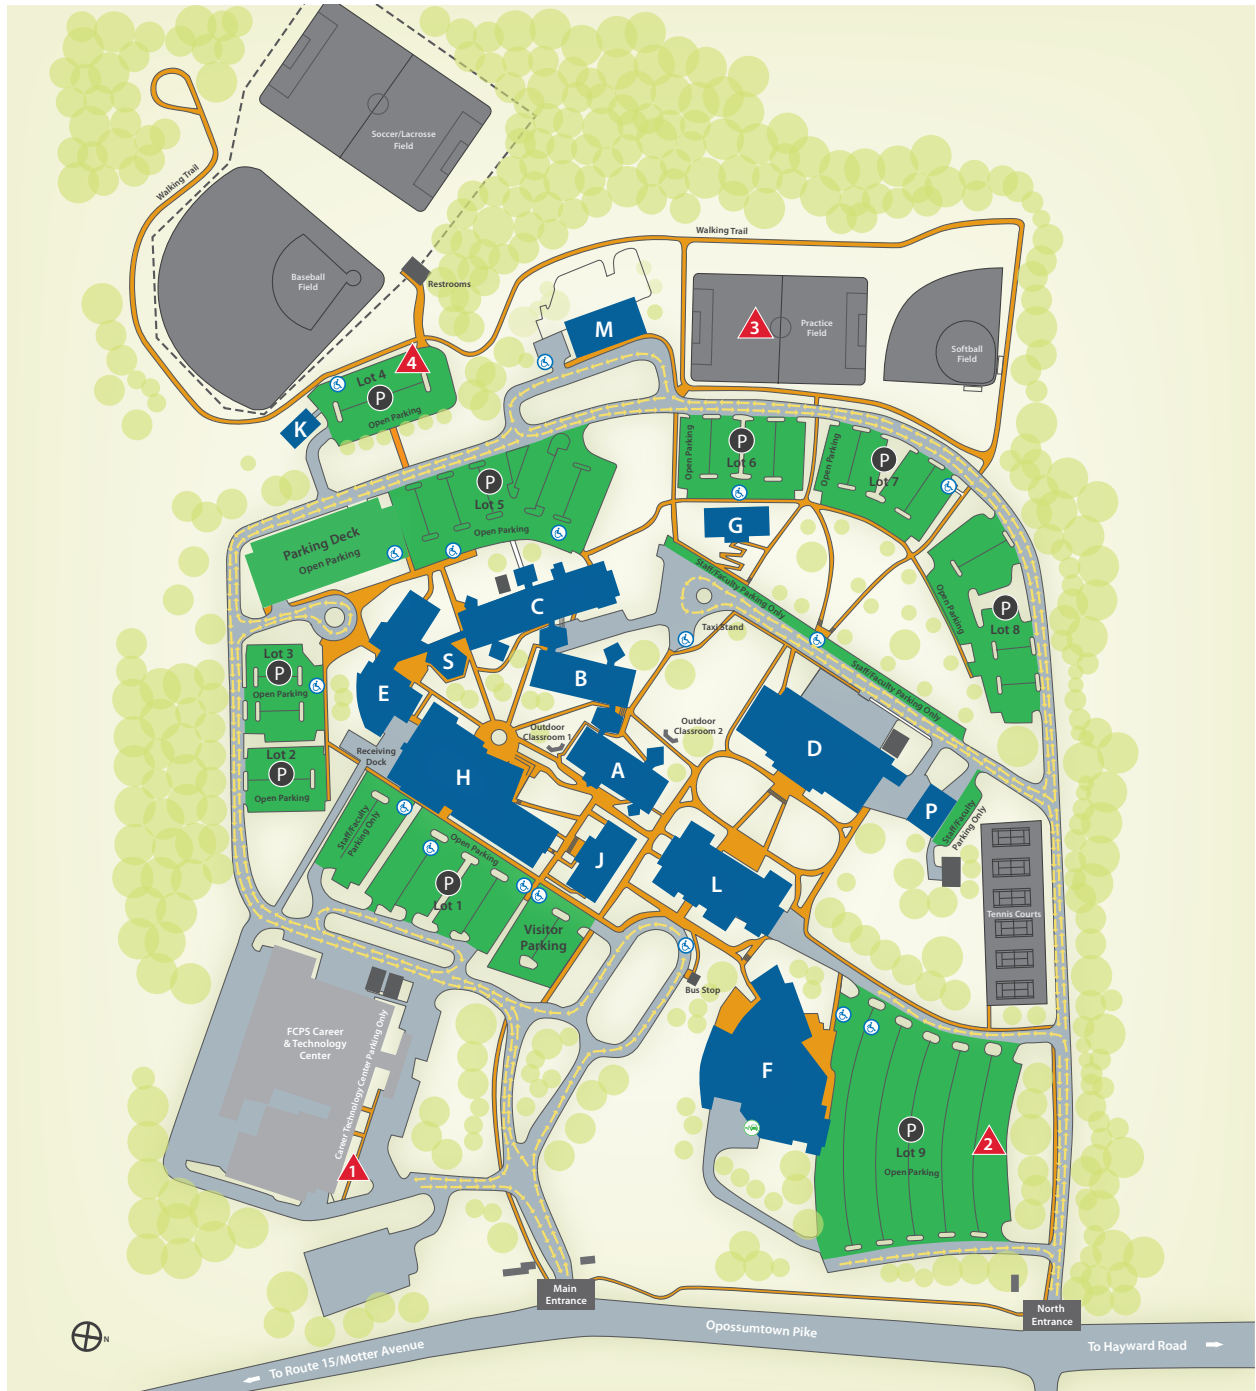 Soccer/Lacrosse
Field
Walking Trail
Walking Trail
Baseball
Field
Restrooms
M
3
Practice
Field
Softball
Field
4
Lot 4
P
Open Parking
K
P
Lot 5
Open Parking
Parking Deck
Open Parking
Open Parking
P
Lot 6
Open Parking
P
Lot 7
G
Staff/Faculty Parking Only
Open Parking
P
Lot 8
Taxi Stand
Staff/Faculty Parking Only
C
S
B
E
Lot 3
P
Open Parking
Lot 2
P
Open Parking
Receiving
Dock
Outdoor
Classroom 1
Outdoor
Classroom 2
H
A
D
P
Staff/Faculty
Parking Only
Staff/Faculty
Parking Only
Open Parking
P
Lot 1
J
L
Visitor
Parking
Tennis Courts
Bus Stop
FCPS Career
& Technology
Center
Career Technology Center Parking Only
1
F
P
Lot 9
Open Parking
2
Main
Entrance
North
Entrance
N
Opossumtown Pike
To Route 15/Motter Avenue
To Hayward Road